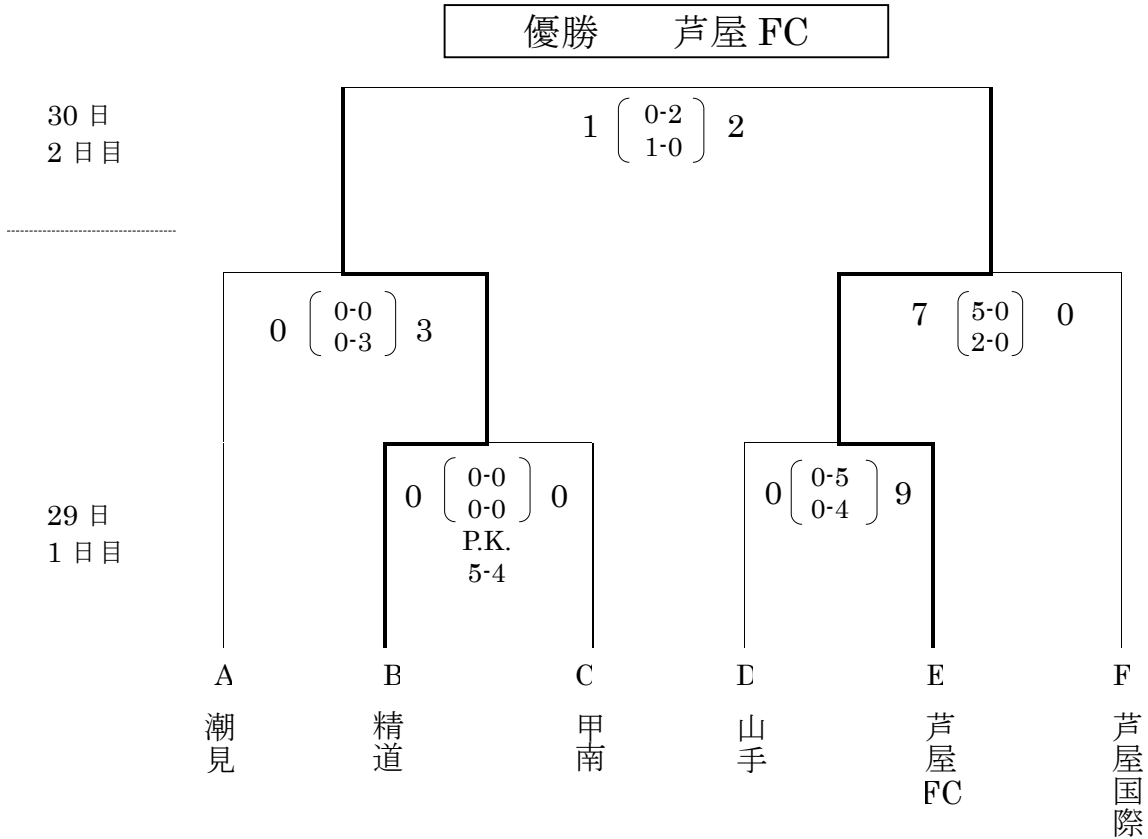 優勝 芦屋 FC
30 日
2 日目
1 0-2 2
1-0
0 0-0 3
0-3
7 5-0 0
2-0
29 日
1 日目
0 0-0 0
0-0
P.K.
5-4
0 0-5 9
0-4
A B C D E F
潮見
精道
甲南
山手
芦屋FC
芦屋国際